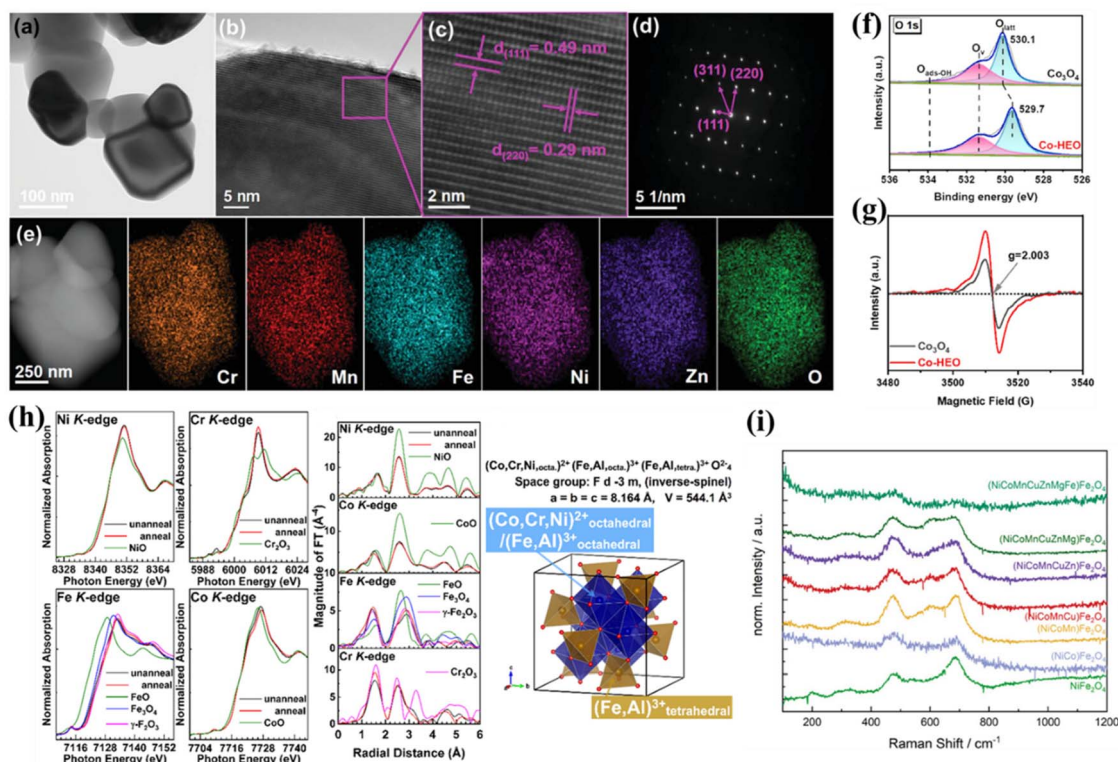 (a)
100 nm
(b)
5 nm
(c)
d(111)= 0.49 nm
d(220)= 0.29 nm
2 nm
(d)
(311)
(220)
(111)
5 1/nm
(e)
250 nm
Cr
Mn
Fe
Ni
Zn
O
(f)
O 1s
Olatt
Ov
530.1
Oads-OH
Co3O4
529.7
Co-HEO
Intensity (a.u.)
536 534 532 530 528 526
Binding energy (eV)
(g)
g=2.003
Intensity (a.u.)
Co3O4
Co-HEO
3480 3500 3520 3540
Magnetic Field (G)
(h)
Ni K-edge
unanneal
anneal
NiO
Normalized Absorption
8328 8340 8352 8364
Photon Energy (eV)
Cr K-edge
unanneal
anneal
Cr2O3
Normalized Absorption
5988 6000 6012 6024
Photon Energy (eV)
Fe K-edge
unanneal
anneal
FeO
Fe3O4
γ-F2O3
Normalized Absorption
7116 7128 7140 7152
Photon Energy (eV)
Co K-edge
unanneal
anneal
CoO
Normalized Absorption
7704 7716 7728 7740
Photon Energy (eV)
Ni K-edge
unanneal
anneal
NiO
Co K-edge
CoO
Fe K-edge
FeO
Fe3O4
γ-Fe2O3
Cr K-edge
Cr2O3
Magnitude of FT (Å-4)
0 1 2 3 4 5 6
Radial Distance (Å)
(Co,Cr,Ni,octa.)2+(Fe,Al,octa.)3+(Fe,Al,tetra.)3+ O2-4
Space group: F d -3 m, (inverse-spinel)
a = b = c = 8.164 Å, V = 544.1 Å3
(Co,Cr,Ni)2+octahedral
/(Fe,Al)3+octahedral
(Fe,Al)3+tetrahedral
c
b
(i)
(NiCoMnCuZnMgFe)Fe2O4
(NiCoMnCuZnMg)Fe2O4
(NiCoMnCuZn)Fe2O4
(NiCoMnCu)Fe2O4
(NiCoMn)Fe2O4
(NiCo)Fe2O4
NiFe2O4
norm. Intensity / a.u.
200 400 600 800 1000 1200
Raman Shift / cm-1